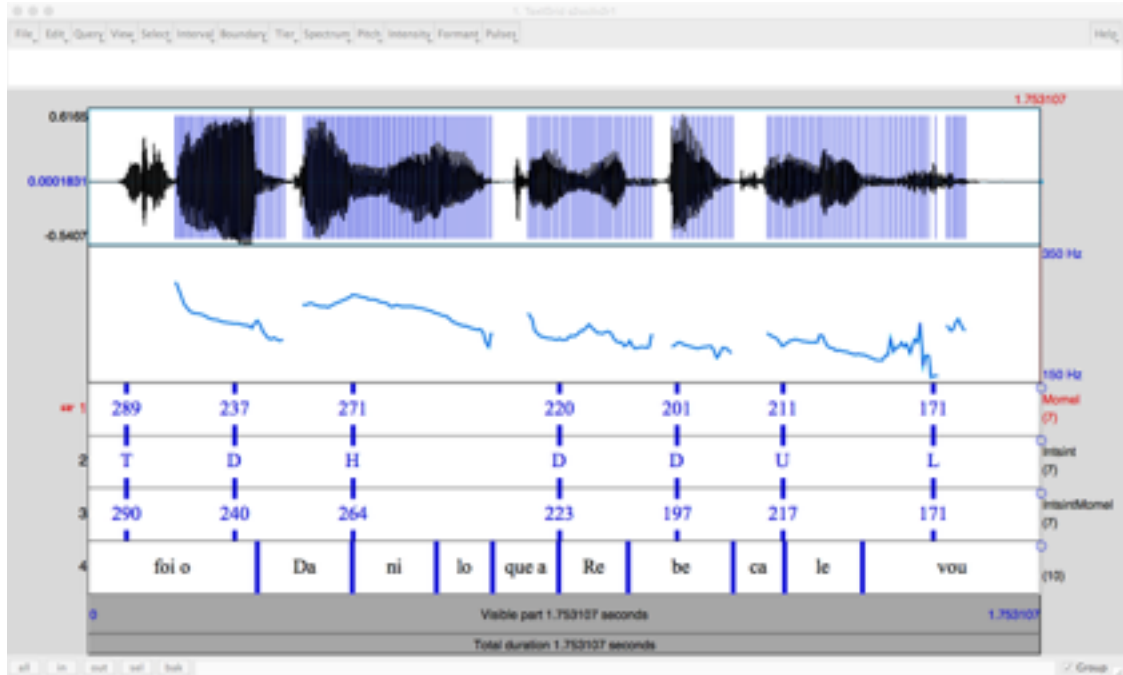 File Edit Query View Select Interval Boundary Tier Spectrum Pitch Intensity Formant Pulses Help
1.753107
0.6165
0.0001831
-0.5407
350 Hz
150 Hz
1 289 237 271 220 201 211 171 Momel (7)
2 T D H D D U L Intsint (7)
3 290 240 264 223 197 217 171 IntsintMomel (7)
4 foi o Da ni lo que a Re be ca le vou (10)
0 Visible part 1.753107 seconds 1.753107
Total duration 1.753107 seconds
all in out sel bak Group